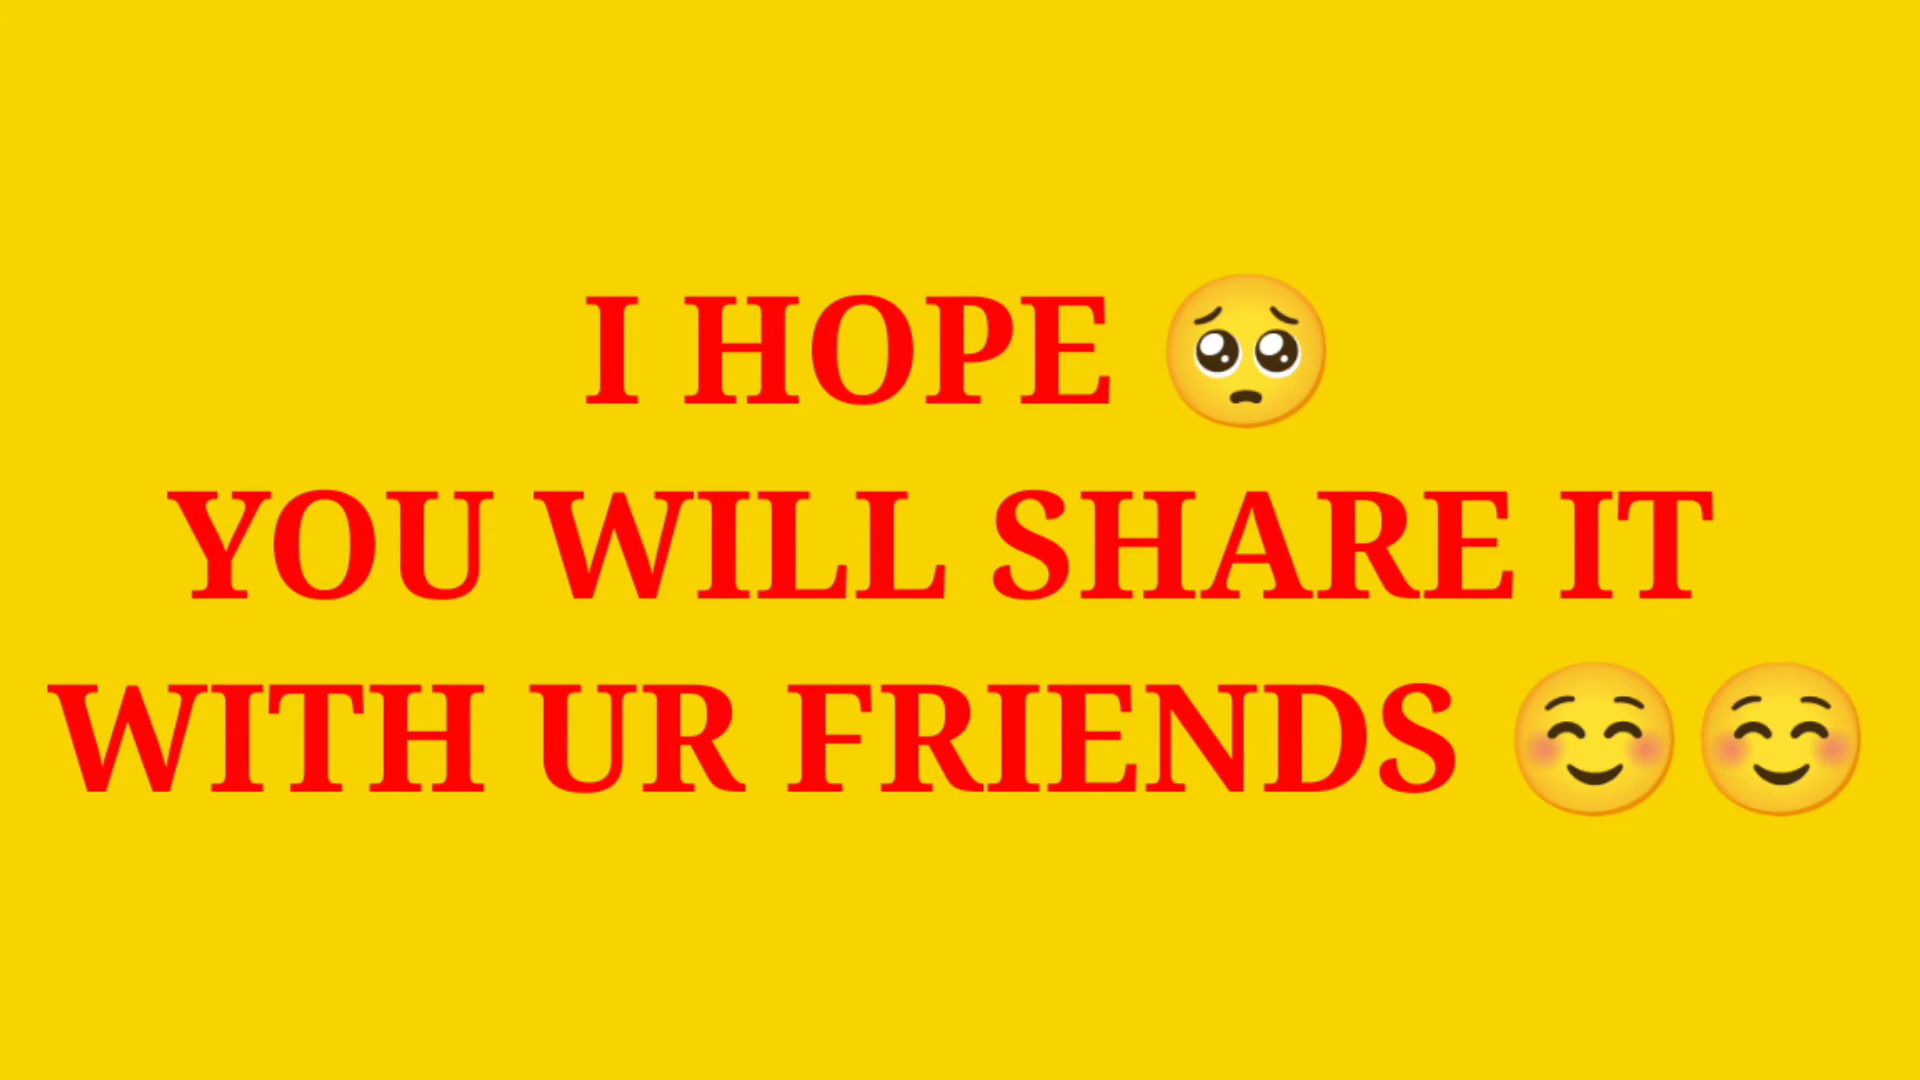 I HOPE 🥺
YOU WILL SHARE IT
WITH UR FRIENDS ☺️☺️